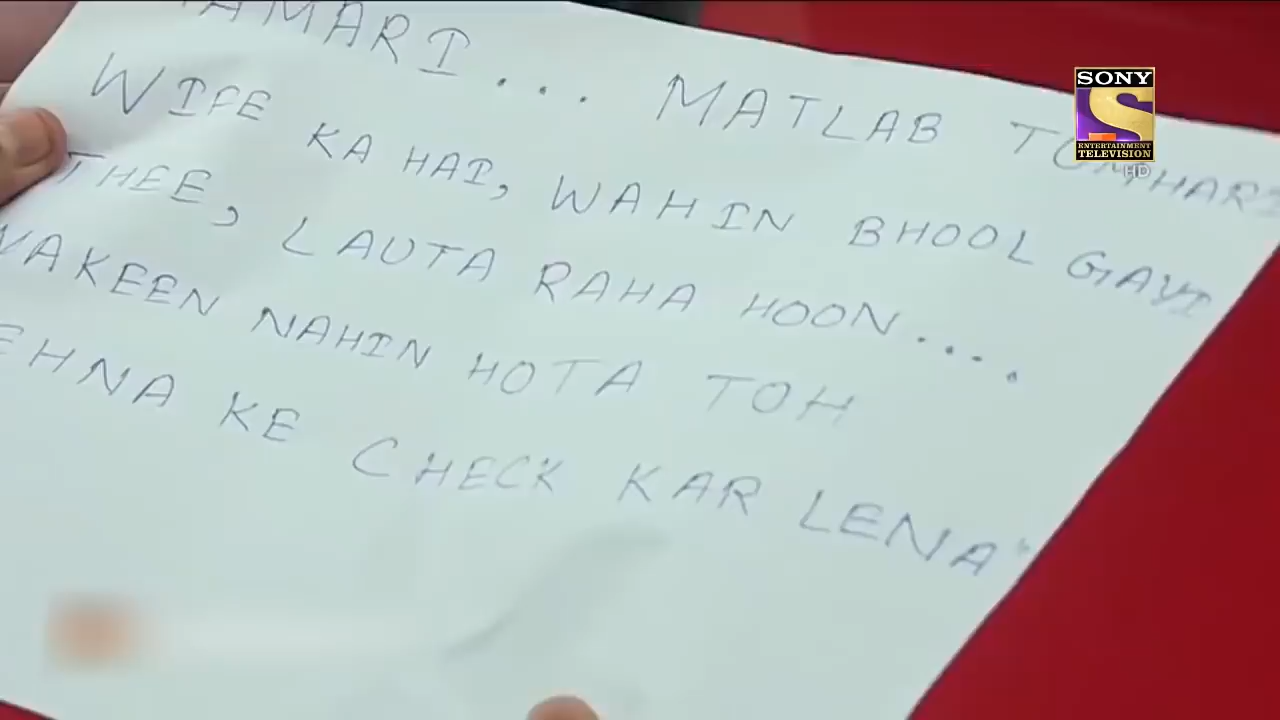 HAMARI... MATLAB TUMHARI
WIFE KA HAI, WAHIN BHOOL GAYI
THEE, LAUTA RAHA HOON....
YAKEEN NAHIN HOTA TOH
EHNA KE CHECK KAR LENA"
SONY
S
ENTERTAINMENT
TELEVISION
HD